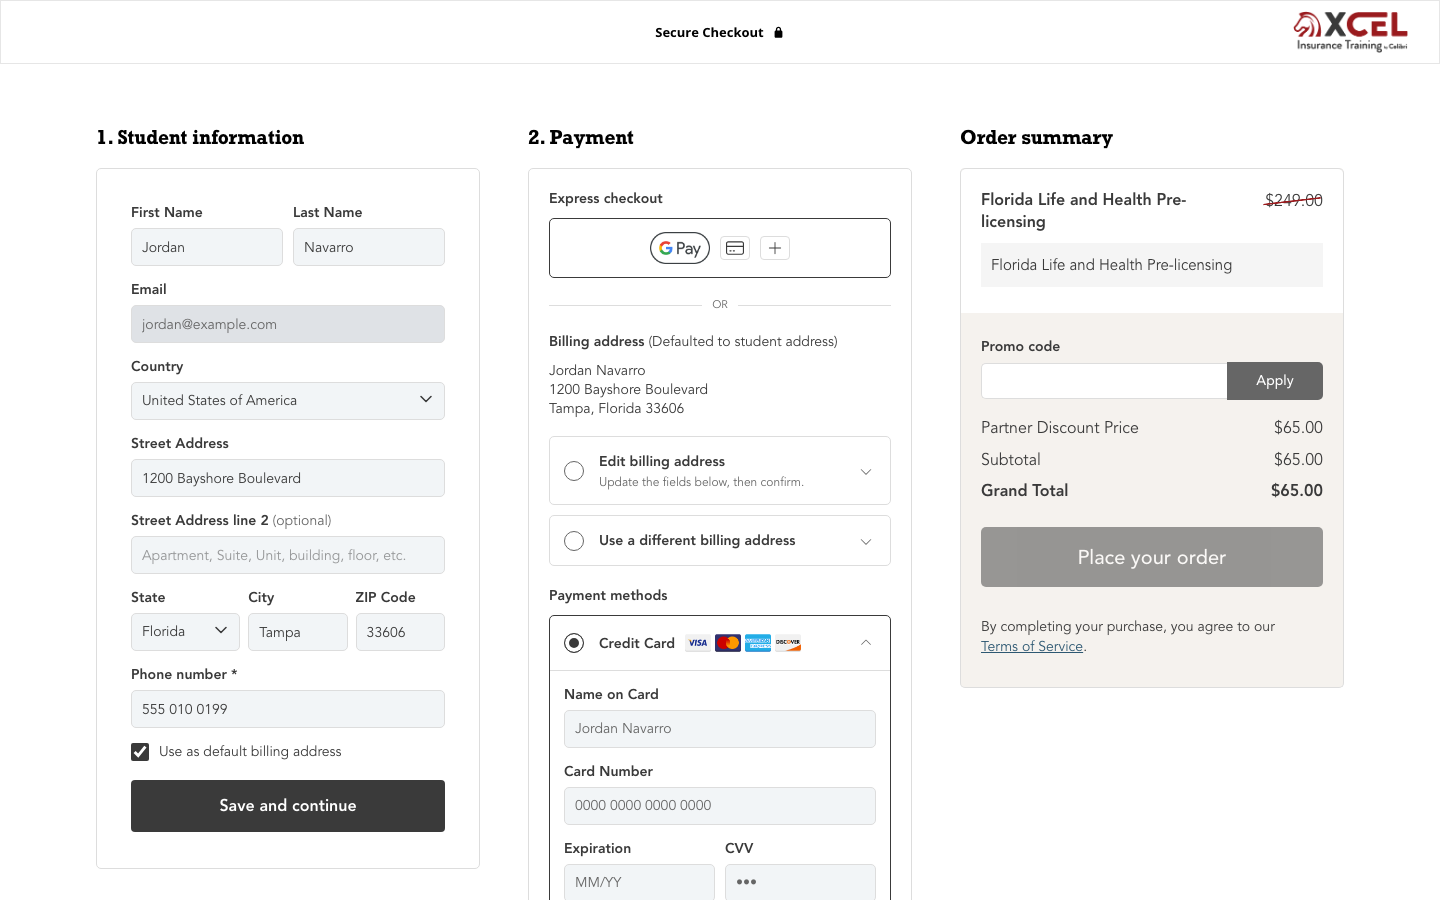 Secure Checkout
XCEL
Insurance Training by Colibri
1. Student information
First Name
Last Name
Jordan
Navarro
Email
jordan@example.com
Country
United States of America
Street Address
1200 Bayshore Boulevard
Street Address line 2 (optional)
Apartment, Suite, Unit, building, floor, etc.
State
City
ZIP Code
Florida
Tampa
33606
Phone number *
555 010 0199
Use as default billing address
Save and continue
2. Payment
Express checkout
G Pay
OR
Billing address (Defaulted to student address)
Jordan Navarro
1200 Bayshore Boulevard
Tampa, Florida 33606
Edit billing address
Update the fields below, then confirm.
Use a different billing address
Payment methods
Credit Card
VISA
DISCOVER
Name on Card
Jordan Navarro
Card Number
0000 0000 0000 0000
Expiration
CVV
MM/YY
•••
Order summary
Florida Life and Health Pre-
licensing
$249.00
Florida Life and Health Pre-licensing
Promo code
Apply
Partner Discount Price
$65.00
Subtotal
$65.00
Grand Total
$65.00
Place your order
By completing your purchase, you agree to our
Terms of Service.